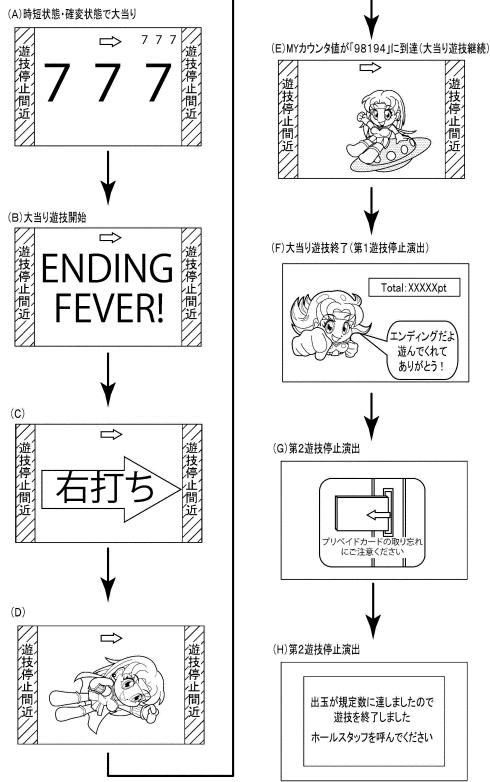 (A)時短状態・確変状態で大当り
7 7 7
7 7 7
遊技停止間近
遊技停止間近
(B)大当り遊技開始
ENDING
FEVER!
遊技停止間近
遊技停止間近
(C)
右打ち
遊技停止間近
遊技停止間近
(D)
遊技停止間近
遊技停止間近
(E)MYカウンタ値が「98194」に到達(大当り遊技継続)
遊技停止間近
遊技停止間近
(F)大当り遊技終了(第1遊技停止演出)
Total:XXXXXpt
エンディングだよ
遊んでくれて
ありがとう！
(G)第2遊技停止演出
プリペイドカードの取り忘れ
にご注意ください
(H)第2遊技停止演出
出玉が規定数に達しましたので
遊技を終了しました
ホールスタッフを呼んでください